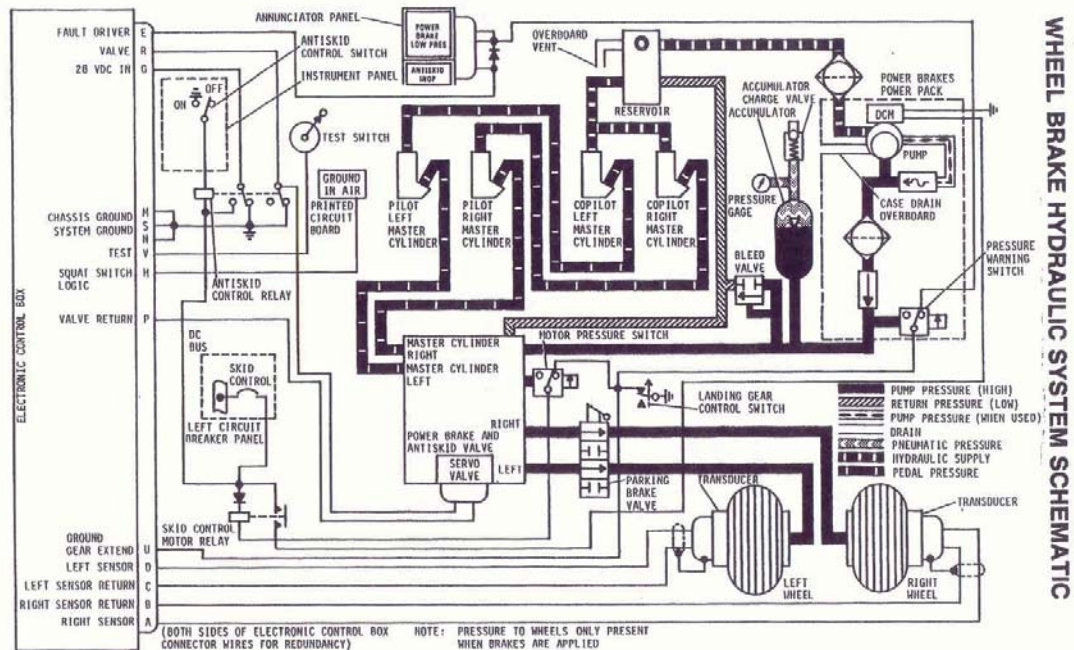 WHEEL BRAKE HYDRAULIC SYSTEM SCHEMATIC
ELECTRONIC CONTROL BOX
FAULT DRIVER E
VALVE R
28 VDC IN G
ANNUNCIATOR PANEL
ANTISKID
CONTROL SWITCH
INSTRUMENT PANEL
OFF
ON
POWER
BRAKE
LOW PRES
ANTISKID
INOP
TEST SWITCH
GROUND
IN AIR
PRINTED
CIRCUIT
BOARD
OVERBOARD
VENT
RESERVOIR
ACCUMULATOR
CHARGE VALVE
ACCUMULATOR
POWER BRAKES
POWER PACK
DCM
PUMP
CASE DRAIN
OVERBOARD
PRESSURE
GAGE
PRESSURE
WARNING
SWITCH
PILOT
LEFT
MASTER
CYLINDER
PILOT
RIGHT
MASTER
CYLINDER
COPILOT
LEFT
MASTER
CYLINDER
COPILOT
RIGHT
MASTER
CYLINDER
BLEED
VALVE
CHASSIS GROUND M
SYSTEM GROUND S
N
TEST V
SQUAT SWITCH H
LOGIC
ANTISKID
CONTROL RELAY
VALVE RETURN P
DC
BUS
SKID
CONTROL
LEFT CIRCUIT
BREAKER PANEL
MASTER CYLINDER
RIGHT
MASTER CYLINDER
LEFT
MOTOR PRESSURE SWITCH
LANDING GEAR
CONTROL SWITCH
RIGHT
POWER BRAKE AND
ANTISKID VALVE
SERVO
VALVE
LEFT
PARKING
BRAKE
VALVE
PUMP PRESSURE (HIGH)
RETURN PRESSURE (LOW)
PUMP PRESSURE (WHEN USED)
DRAIN
PNEUMATIC PRESSURE
HYDRAULIC SUPPLY
PEDAL PRESSURE
TRANSDUCER
TRANSDUCER
LEFT
WHEEL
RIGHT
WHEEL
SKID CONTROL
MOTOR RELAY
GROUND
GEAR EXTEND U
LEFT SENSOR D
LEFT SENSOR RETURN C
RIGHT SENSOR RETURN B
RIGHT SENSOR A
(BOTH SIDES OF ELECTRONIC CONTROL BOX
CONNECTOR WIRES FOR REDUNDANCY)
NOTE: PRESSURE TO WHEELS ONLY PRESENT
WHEN BRAKES ARE APPLIED